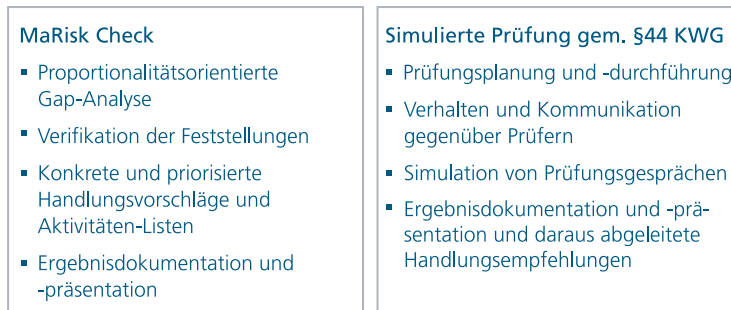 MaRisk Check
▪ Proportionalitätsorientierte
Gap-Analyse
▪ Verifikation der Feststellungen
▪ Konkrete und priorisierte
Handlungsvorschläge und
Aktivitäten-Listen
▪ Ergebnisdokumentation und
-präsentation
Simulierte Prüfung gem. §44 KWG
▪ Prüfungsplanung und -durchführung
▪ Verhalten und Kommunikation
gegenüber Prüfern
▪ Simulation von Prüfungsgesprächen
▪ Ergebnisdokumentation und -prä-
sentation und daraus abgeleitete
Handlungsempfehlungen